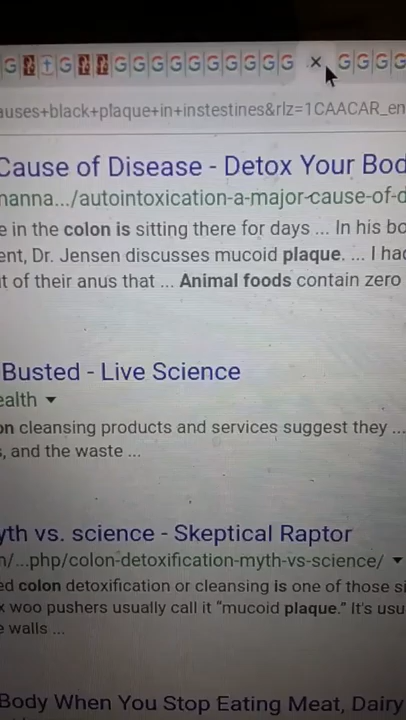 G G G G G G G G G G G G × G G G G
auses+black+plaque+in+instestines&rlz=1CAACAR_en
Cause of Disease - Detox Your Bod
nanna.../autointoxication-a-major-cause-of-d
e in the colon is sitting there for days ... In his bo
ent, Dr. Jensen discusses mucoid plaque. ... I had
t of their anus that ... Animal foods contain zero
Busted - Live Science
ealth
on cleansing products and services suggest they ...
s, and the waste ...
yth vs. science - Skeptical Raptor
n/...php/colon-detoxification-myth-vs-science/
ed colon detoxification or cleansing is one of those si
k woo pushers usually call it "mucoid plaque." It's usu
e walls ...
Body When You Stop Eating Meat, Dairy